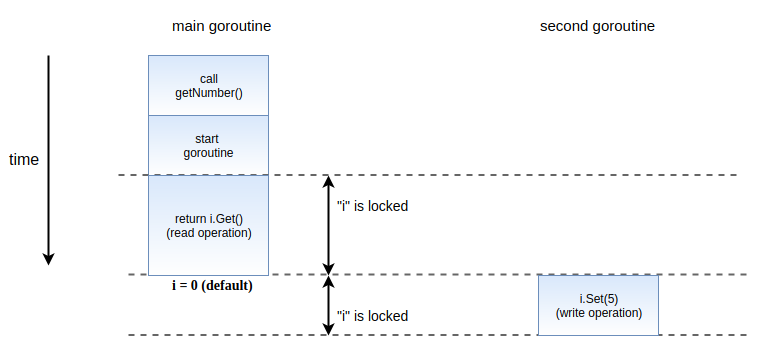 main goroutine
second goroutine
call
getNumber()
start
goroutine
time
return i.Get()
(read operation)
"i" is locked
i = 0 (default)
"i" is locked
i.Set(5)
(write operation)